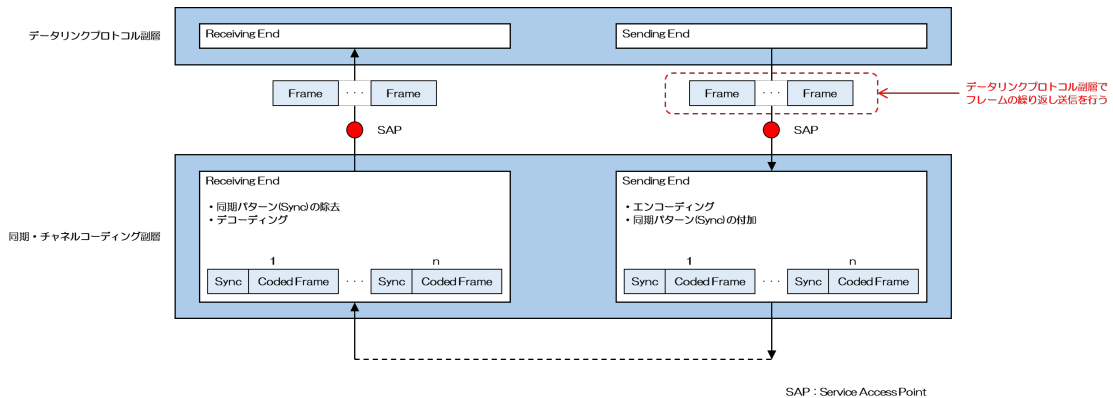 データリンクプロトコル副層
Receiving End
Sending End
Frame
・・・
Frame
Frame
・・・
Frame
データリンクプロトコル副層で
フレームの繰り返し送信を行う
SAP
SAP
同期・チャネルコーディング副層
Receiving End
・同期パターン(Sync)の除去
・デコーディング
1
n
Sync
Coded Frame
・・・
Sync
Coded Frame
Sending End
・エンコーディング
・同期パターン(Sync)の付加
1
n
Sync
Coded Frame
・・・
Sync
Coded Frame
SAP：Service Access Point